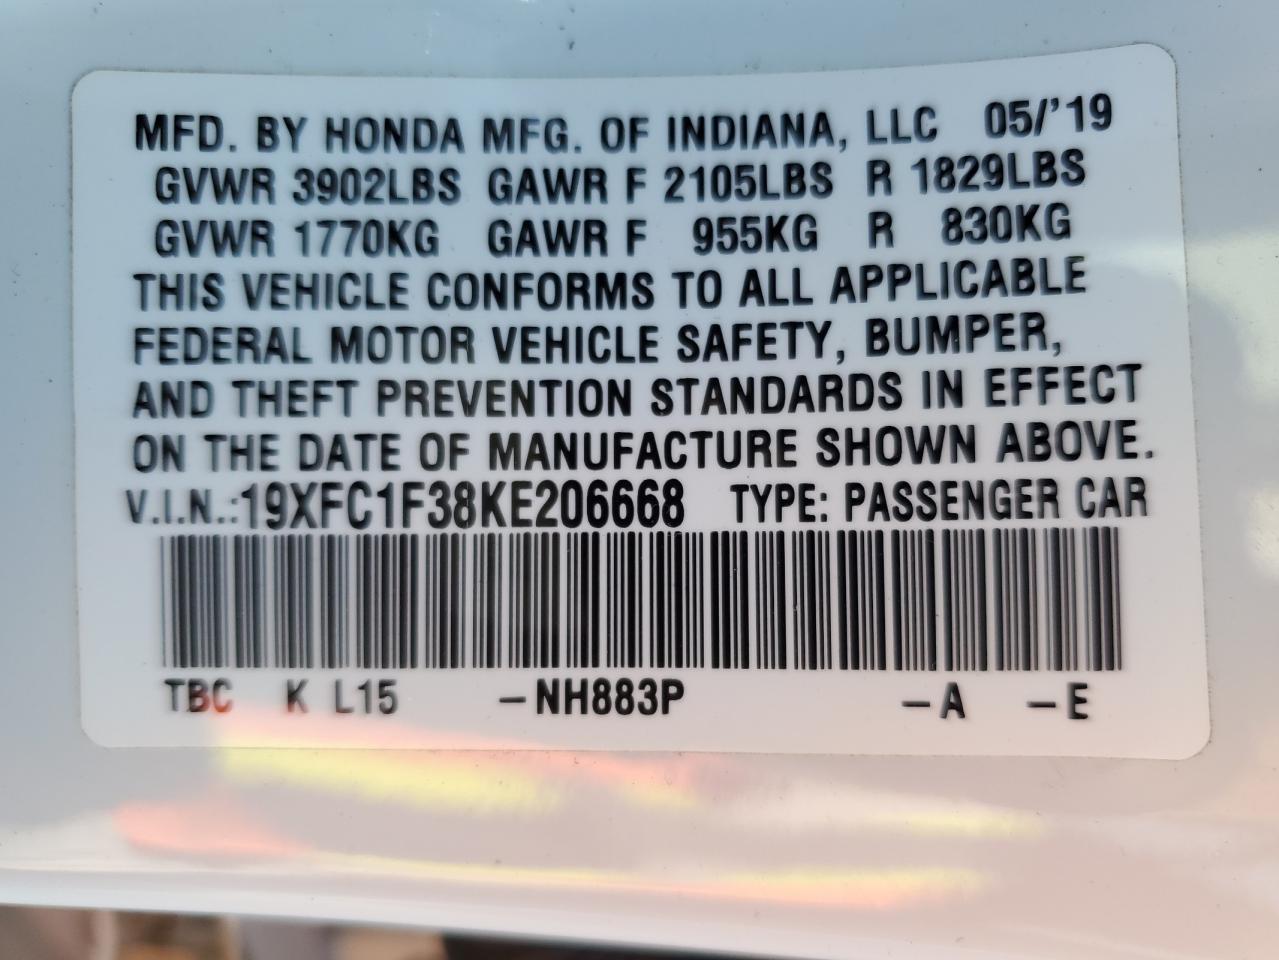 MFD. BY HONDA MFG. OF INDIANA, LLC 05/'19
GVWR 3902LBS GAWR F 2105LBS R 1829LBS
GVWR 1770KG GAWR F 955KG R 830KG
THIS VEHICLE CONFORMS TO ALL APPLICABLE
FEDERAL MOTOR VEHICLE SAFETY, BUMPER,
AND THEFT PREVENTION STANDARDS IN EFFECT
ON THE DATE OF MANUFACTURE SHOWN ABOVE.
V.I.N.:19XFC1F38KE206668 TYPE: PASSENGER CAR
TBC K L15 -NH883P -A -E